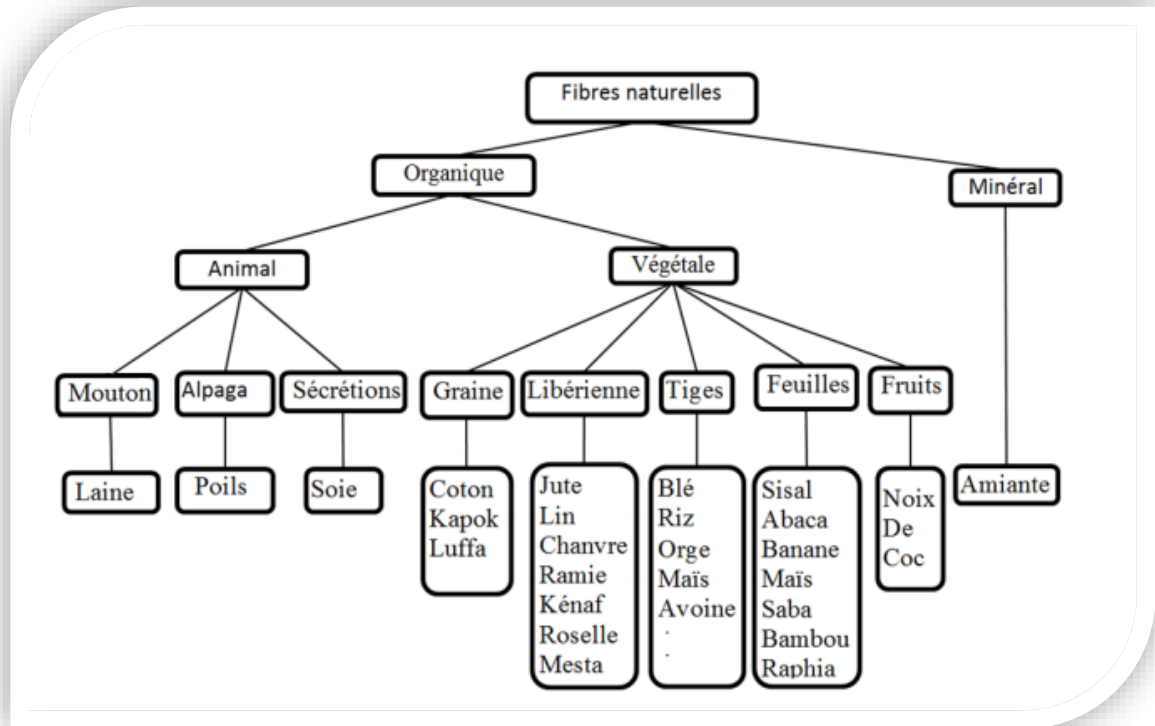 Fibres naturelles
Organique
Minéral
Animal
Végétale
Mouton
Alpaga
Sécrétions
Graine
Libérienne
Tiges
Feuilles
Fruits
Laine
Poils
Soie
Coton
Kapok
Luffa
Jute
Lin
Chanvre
Ramie
Kénaf
Roselle
Mesta
Blé
Riz
Orge
Maïs
Avoine
.
.
Sisal
Abaca
Banane
Maïs
Saba
Bambou
Raphia
Noix
De
Coc
Amiante